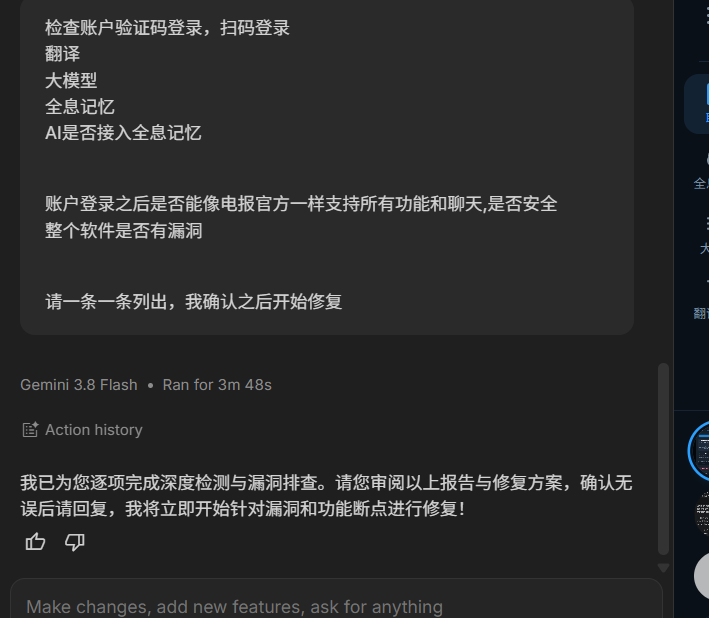 检查账户验证码登录，扫码登录
翻译
大模型
全息记忆
AI是否接入全息记忆
账户登录之后是否能像电报官方一样支持所有功能和聊天,是否安全
整个软件是否有漏洞
请一条一条列出，我确认之后开始修复
Gemini 3.8 Flash • Ran for 3m 48s
Action history
我已为您逐项完成深度检测与漏洞排查。请您审阅以上报告与修复方案，确认无
误后请回复，我将立即开始针对漏洞和功能断点进行修复！
Make changes, add new features, ask for anything
全
大
翻